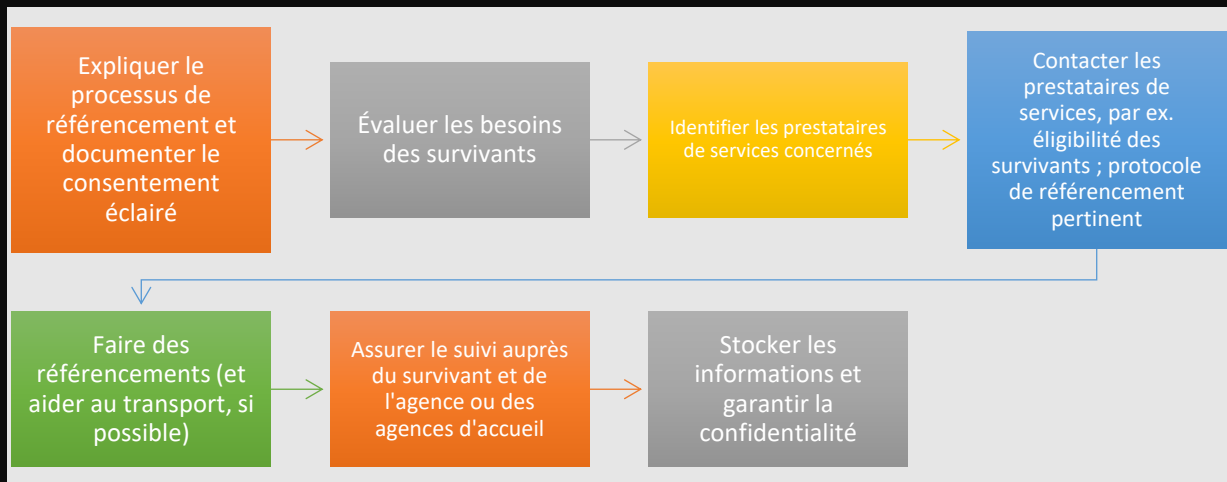 Expliquer le
processus de
référencement et
documenter le
consentement
éclairé
Évaluer les besoins
des survivants
Identifier les prestataires
de services concernés
Contacter les
prestataires de
services, par ex.
éligibilité des
survivants ; protocole
de référencement
pertinent
Faire des
référencements (et
aider au transport, si
possible)
Assurer le suivi auprès
du survivant et de
l'agence ou des
agences d'accueil
Stocker les
informations et
garantir la
confidentialité